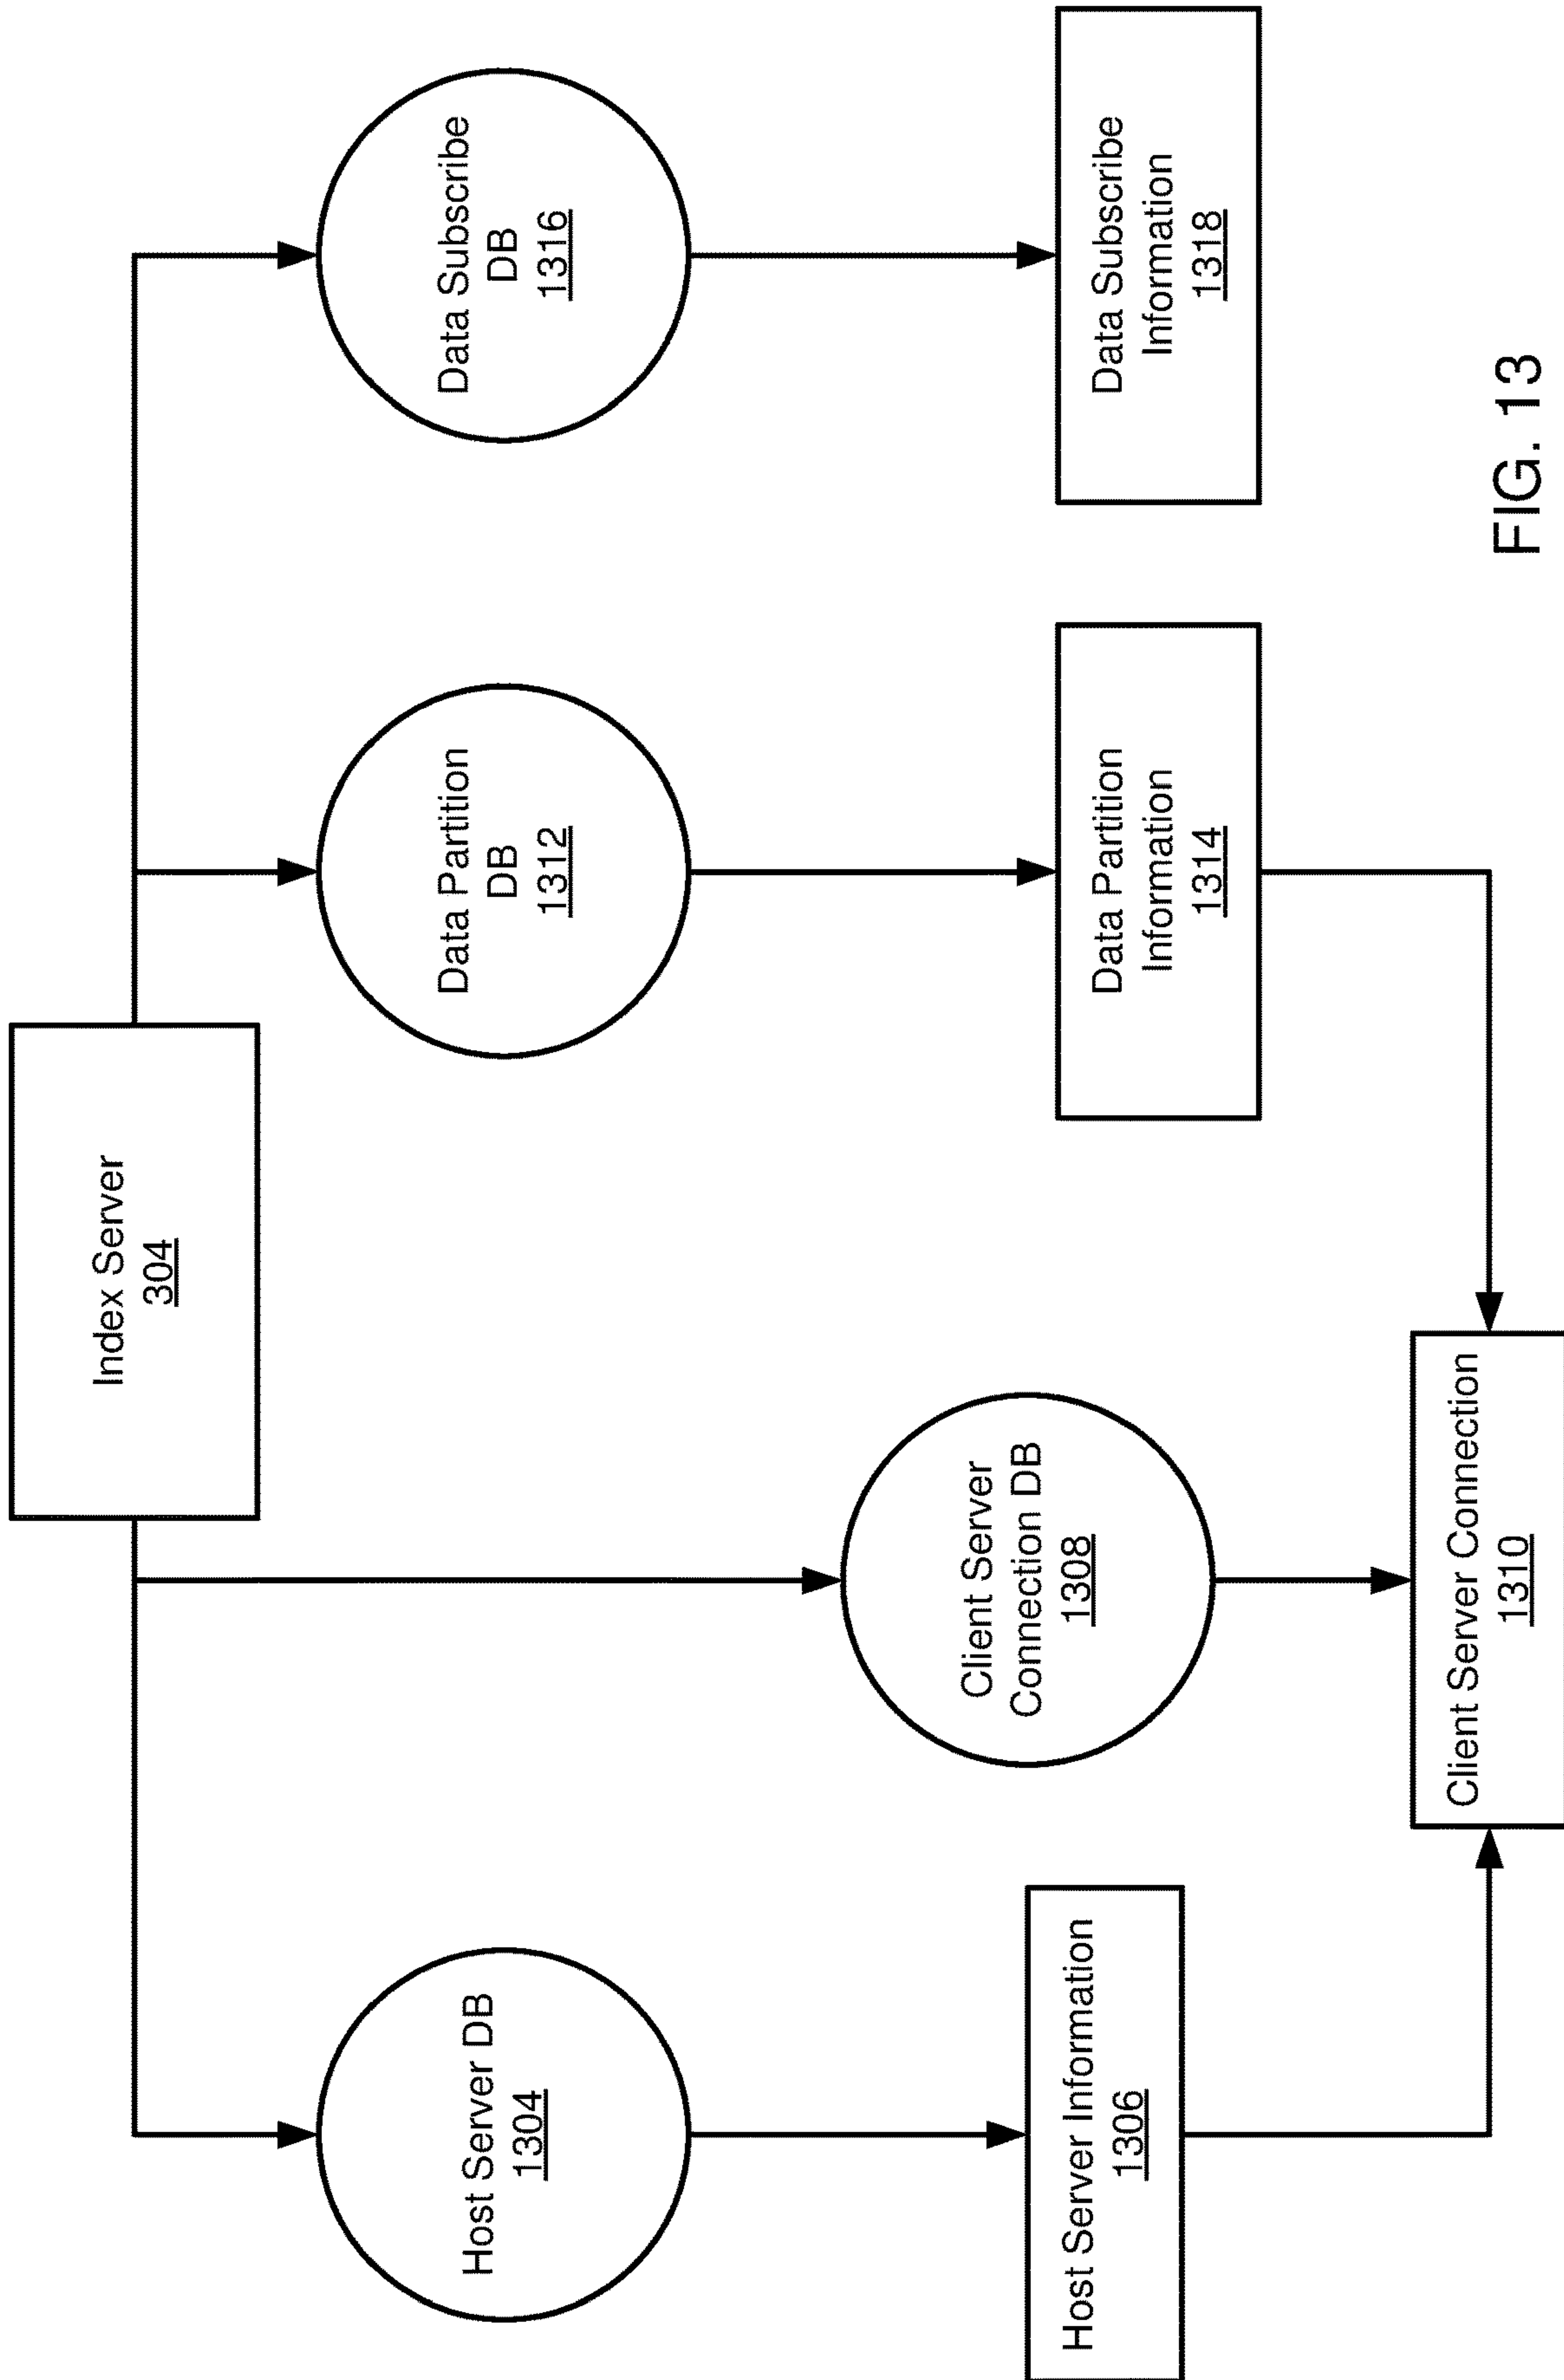 Index Server
304
Host Server DB
1304
Data Partition
DB
1312
Data Subscribe
DB
1316
Client Server
Connection DB
1308
Host Server Information
1306
Data Partition
Information
1314
Data Subscribe
Information
1318
Client Server Connection
1310
FIG. 13